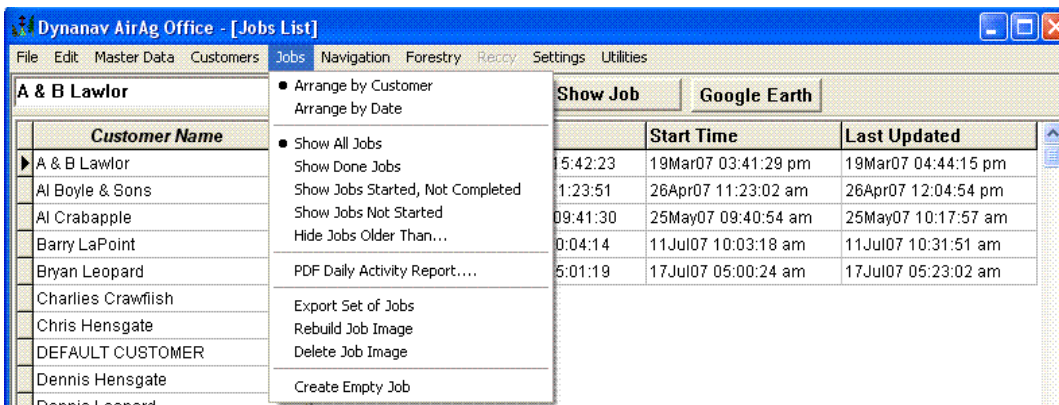 Dynanav AirAg Office - [Jobs List]
File Edit Master Data Customers Jobs Navigation Forestry Reccy Settings Utilities
A & B Lawlor Show Job Google Earth
Customer Name Start Time Last Updated
A & B Lawlor 15:42:23 19Mar07 03:41:29 pm 19Mar07 04:44:15 pm
Al Boyle & Sons 1:23:51 26Apr07 11:23:02 am 26Apr07 12:04:54 pm
Al Crabapple 09:41:30 25May07 09:40:54 am 25May07 10:17:57 am
Barry LaPoint 0:04:14 11Jul07 10:03:18 am 11Jul07 10:31:51 am
Bryan Leopard 5:01:19 17Jul07 05:00:24 am 17Jul07 05:23:02 am
Charlies Crawfiish
Chris Hensgate
DEFAULT CUSTOMER
Dennis Hensgate
Dennis Leopard
Arrange by Customer
Arrange by Date
Show All Jobs
Show Done Jobs
Show Jobs Started, Not Completed
Show Jobs Not Started
Hide Jobs Older Than...
PDF Daily Activity Report....
Export Set of Jobs
Rebuild Job Image
Delete Job Image
Create Empty Job